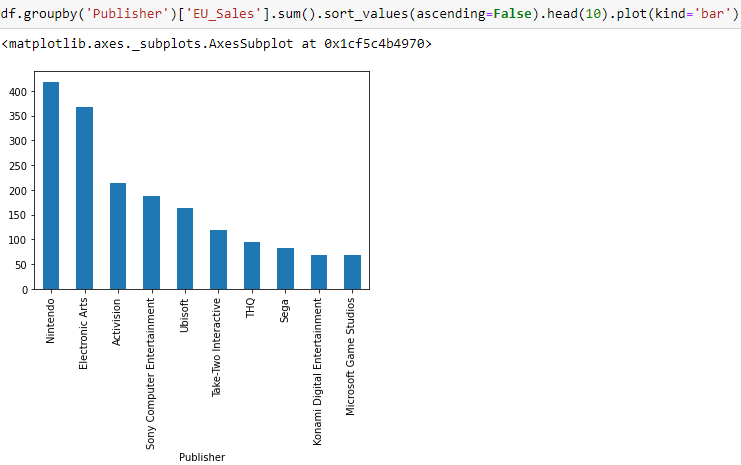 df.groupby('Publisher')['EU_Sales'].sum().sort_values(ascending=False).head(10).plot(kind='bar')
<matplotlib.axes._subplots.AxesSubplot at 0x1cf5c4b4970>
400
350
300
250
200
150
100
50
0
Nintendo
Electronic Arts
Activision
Sony Computer Entertainment
Ubisoft
Take-Two Interactive
THQ
Sega
Konami Digital Entertainment
Microsoft Game Studios
Publisher